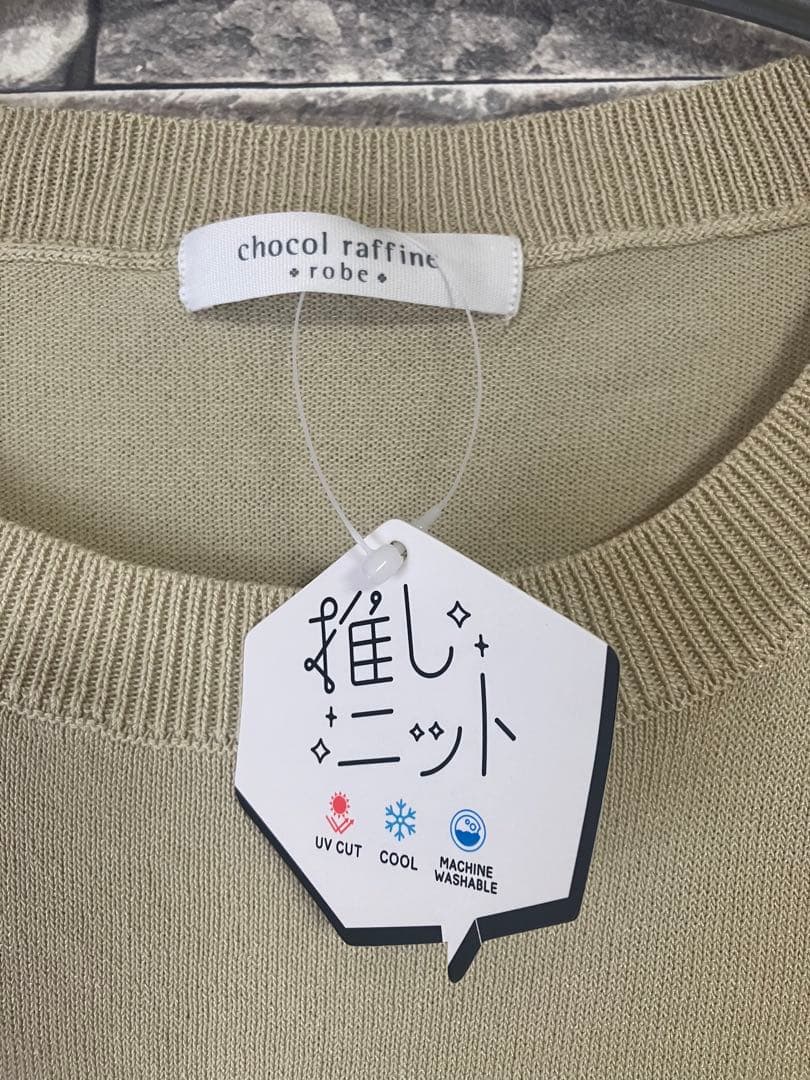 chocol raffine
robe
推し
ニット
UV CUT
COOL
MACHINE
WASHABLE